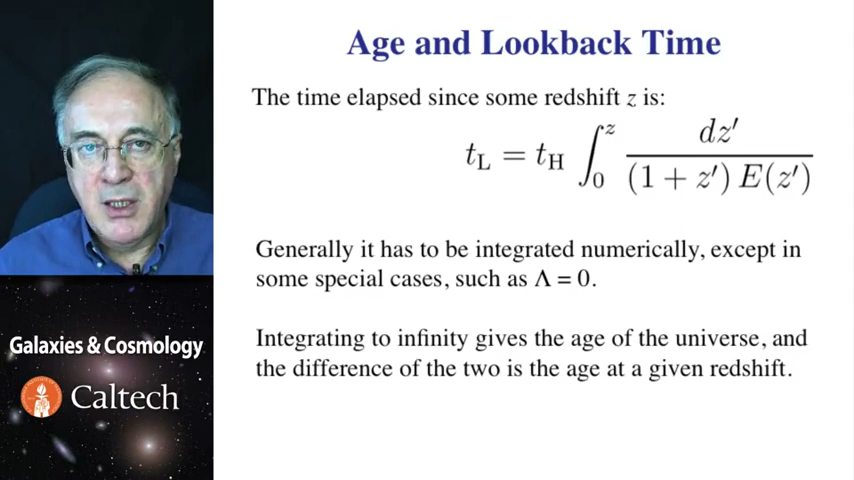 Age and Lookback Time
The time elapsed since some redshift z is:
t_L = t_H ∫_0^z dz′ / ((1 + z′) E(z′))
Generally it has to be integrated numerically, except in
some special cases, such as Λ = 0.
Integrating to infinity gives the age of the universe, and
the difference of the two is the age at a given redshift.
Galaxies & Cosmology
Caltech